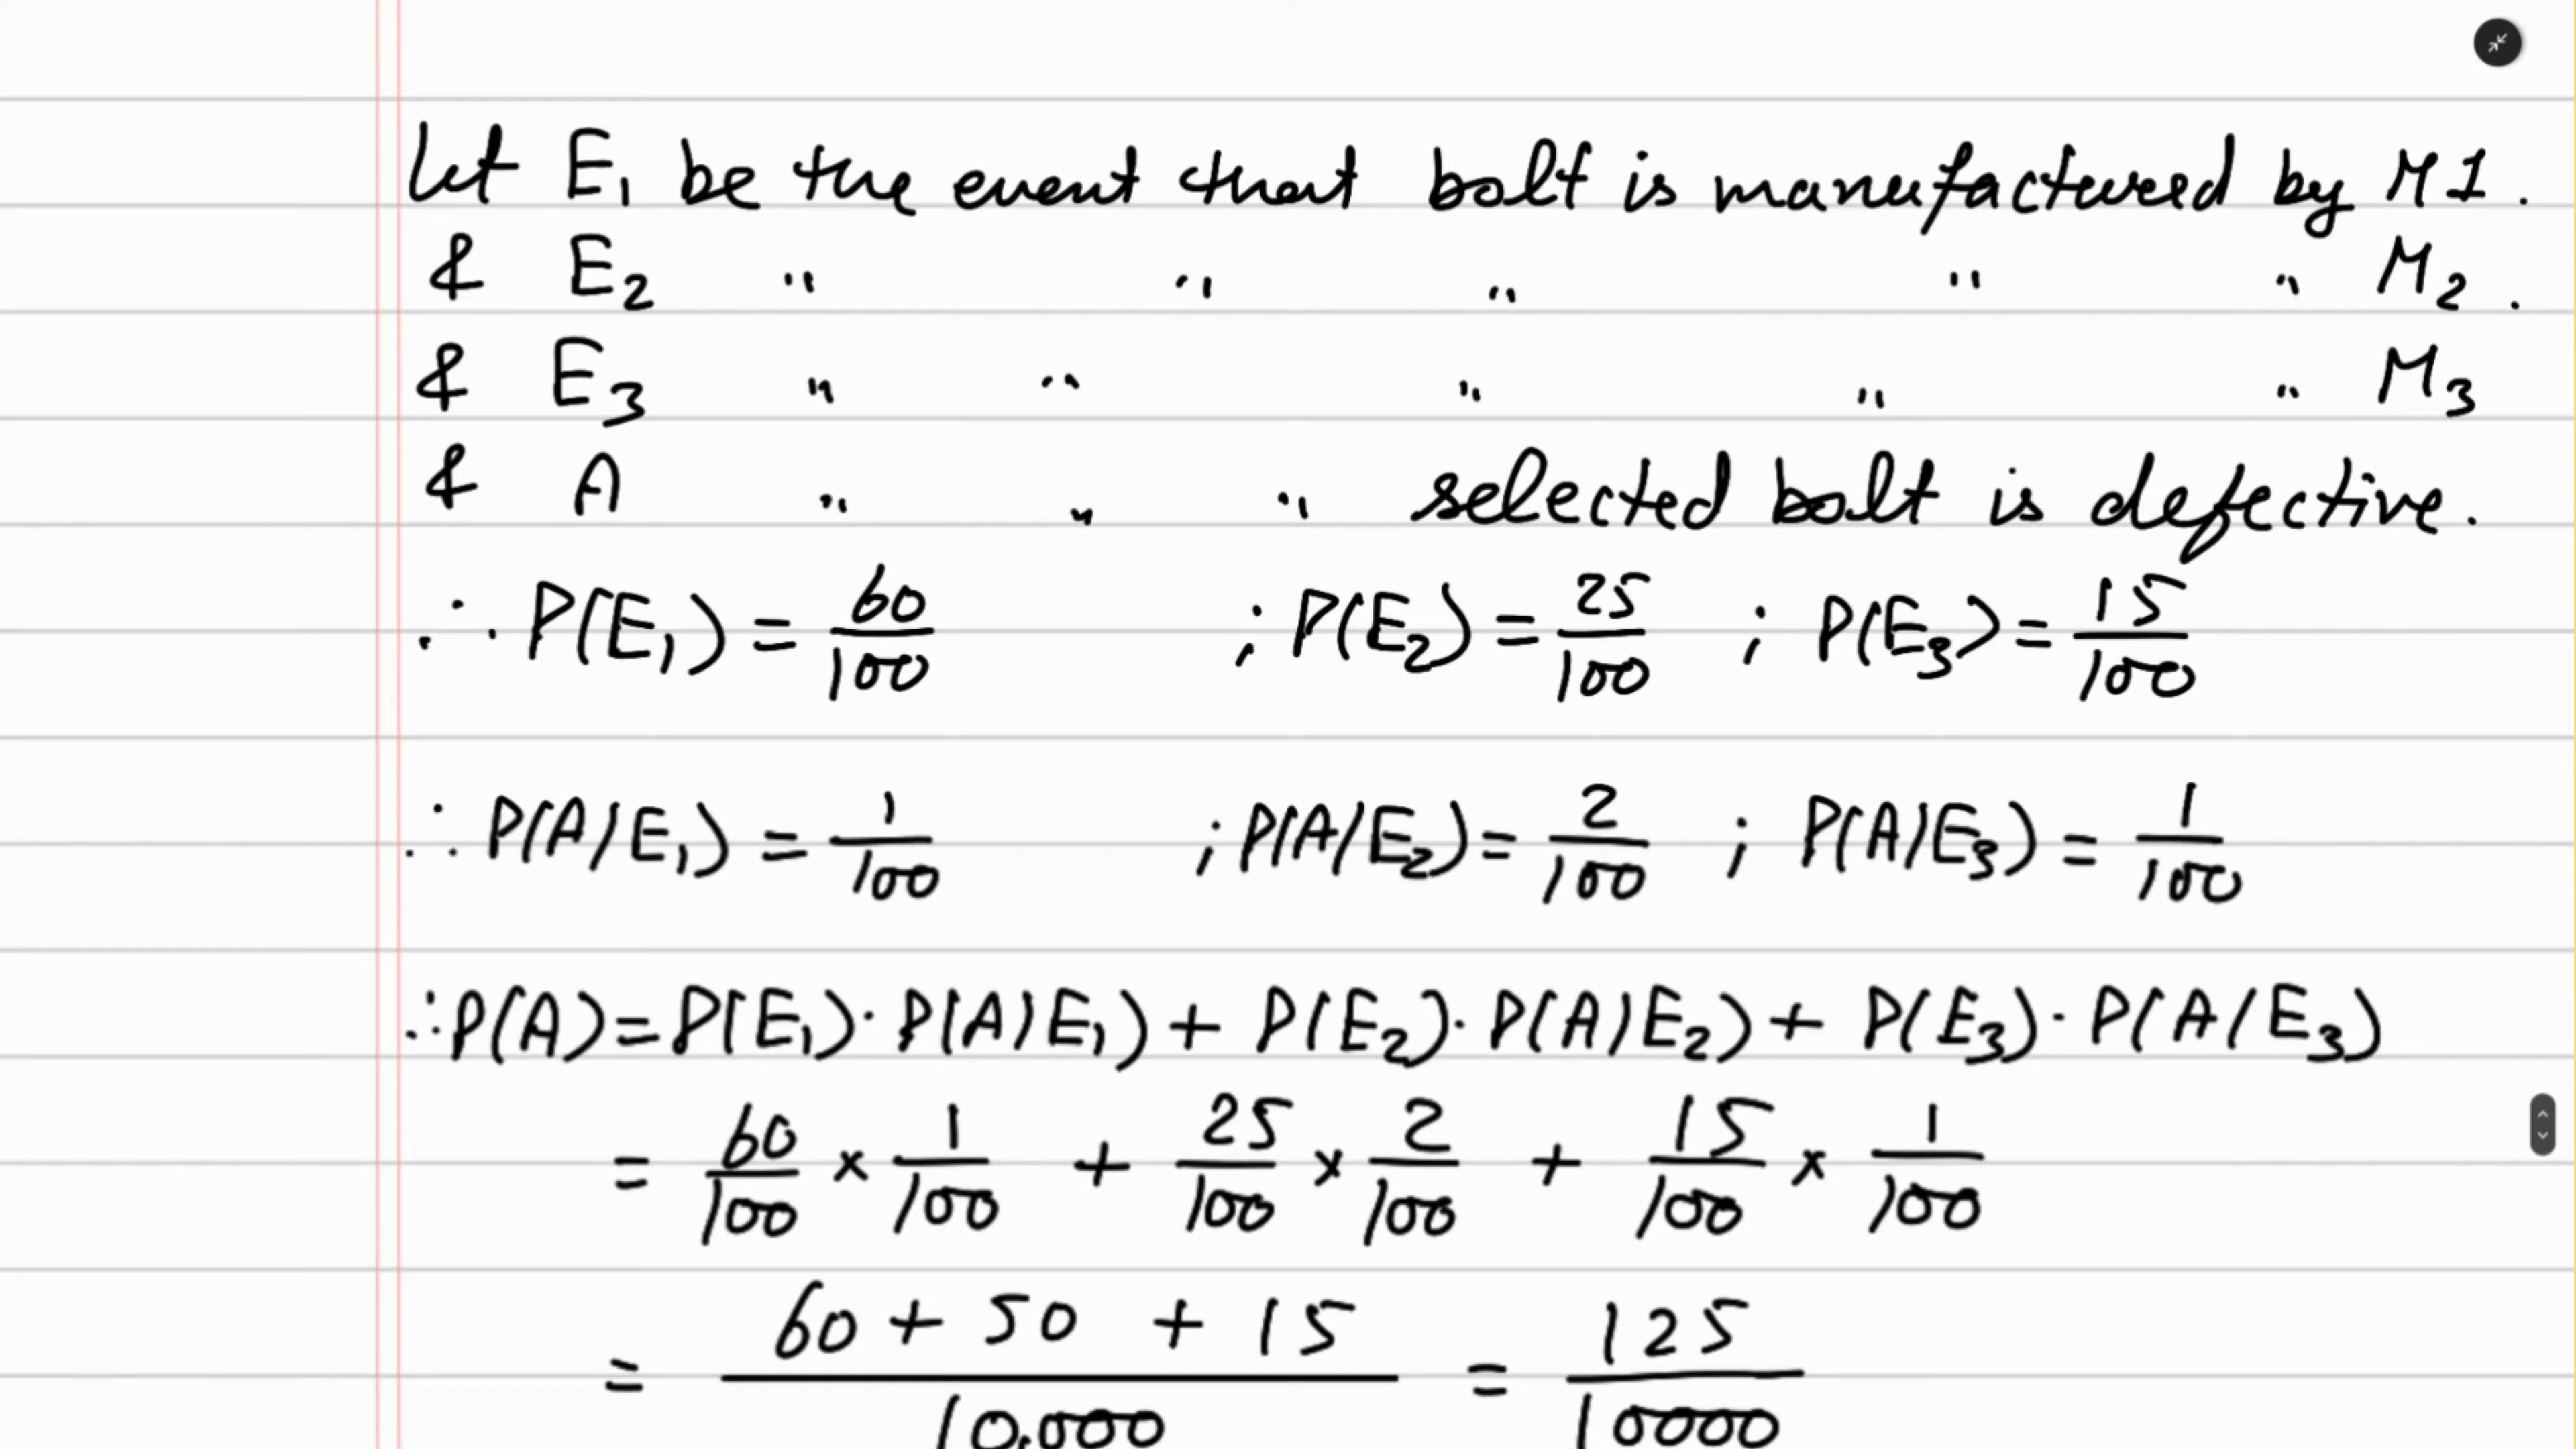 Let E₁ be the event that bolt is manufactured by M1.
& E₂ " " " " " M₂.
& E₃ " " " " " M₃
& A " " " selected bolt is defective.
∴ P(E₁) = 60/100 ; P(E₂) = 25/100 ; P(E₃) = 15/100
∴ P(A/E₁) = 1/100 ; P(A/E₂) = 2/100 ; P(A/E₃) = 1/100
∴ P(A) = P(E₁) · P(A/E₁) + P(E₂) · P(A/E₂) + P(E₃) · P(A/E₃)
= 60/100 × 1/100 + 25/100 × 2/100 + 15/100 × 1/100
= 60 + 50 + 15/10,000 = 125/10000